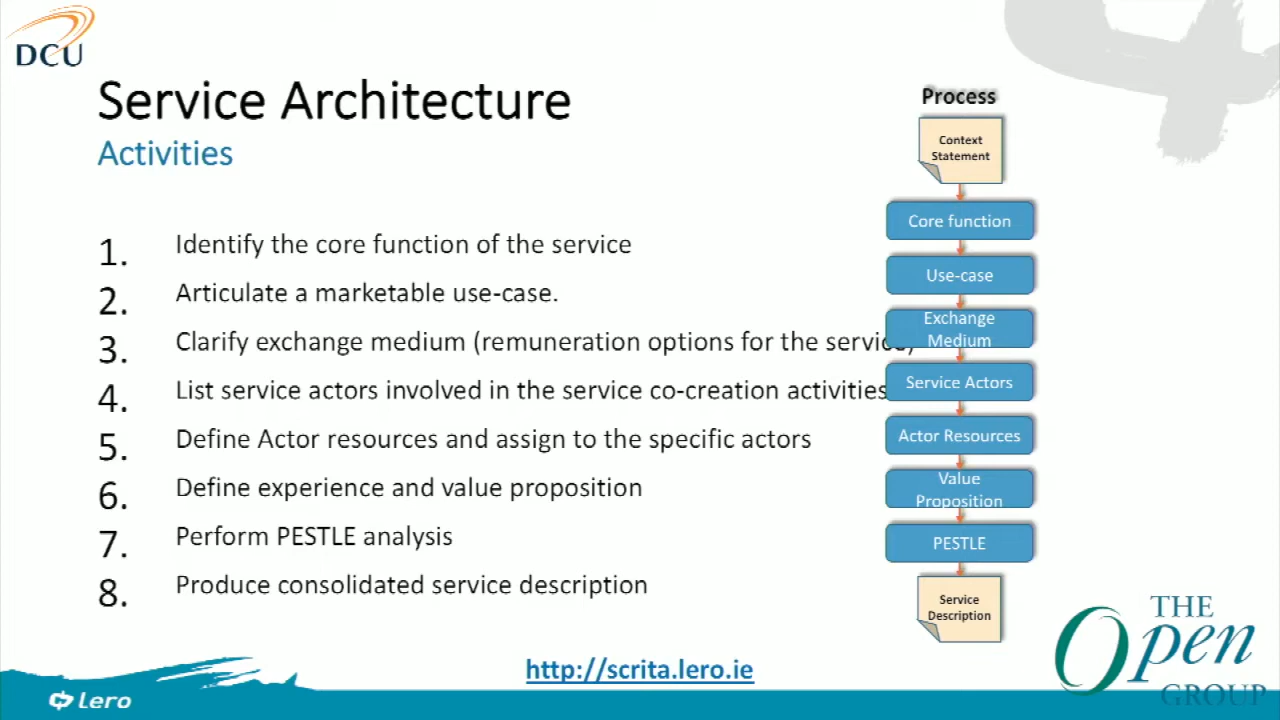 DCU
Service Architecture
Activities
1. Identify the core function of the service
2. Articulate a marketable use-case.
3. Clarify exchange medium (remuneration options for the service)
4. List service actors involved in the service co-creation activities
5. Define Actor resources and assign to the specific actors
6. Define experience and value proposition
7. Perform PESTLE analysis
8. Produce consolidated service description
Process
Context
Statement
Core function
Use-case
Exchange
Medium
Service Actors
Actor Resources
Value
Proposition
PESTLE
Service
Description
http://scrita.lero.ie
Lero
THE
Open
GROUP